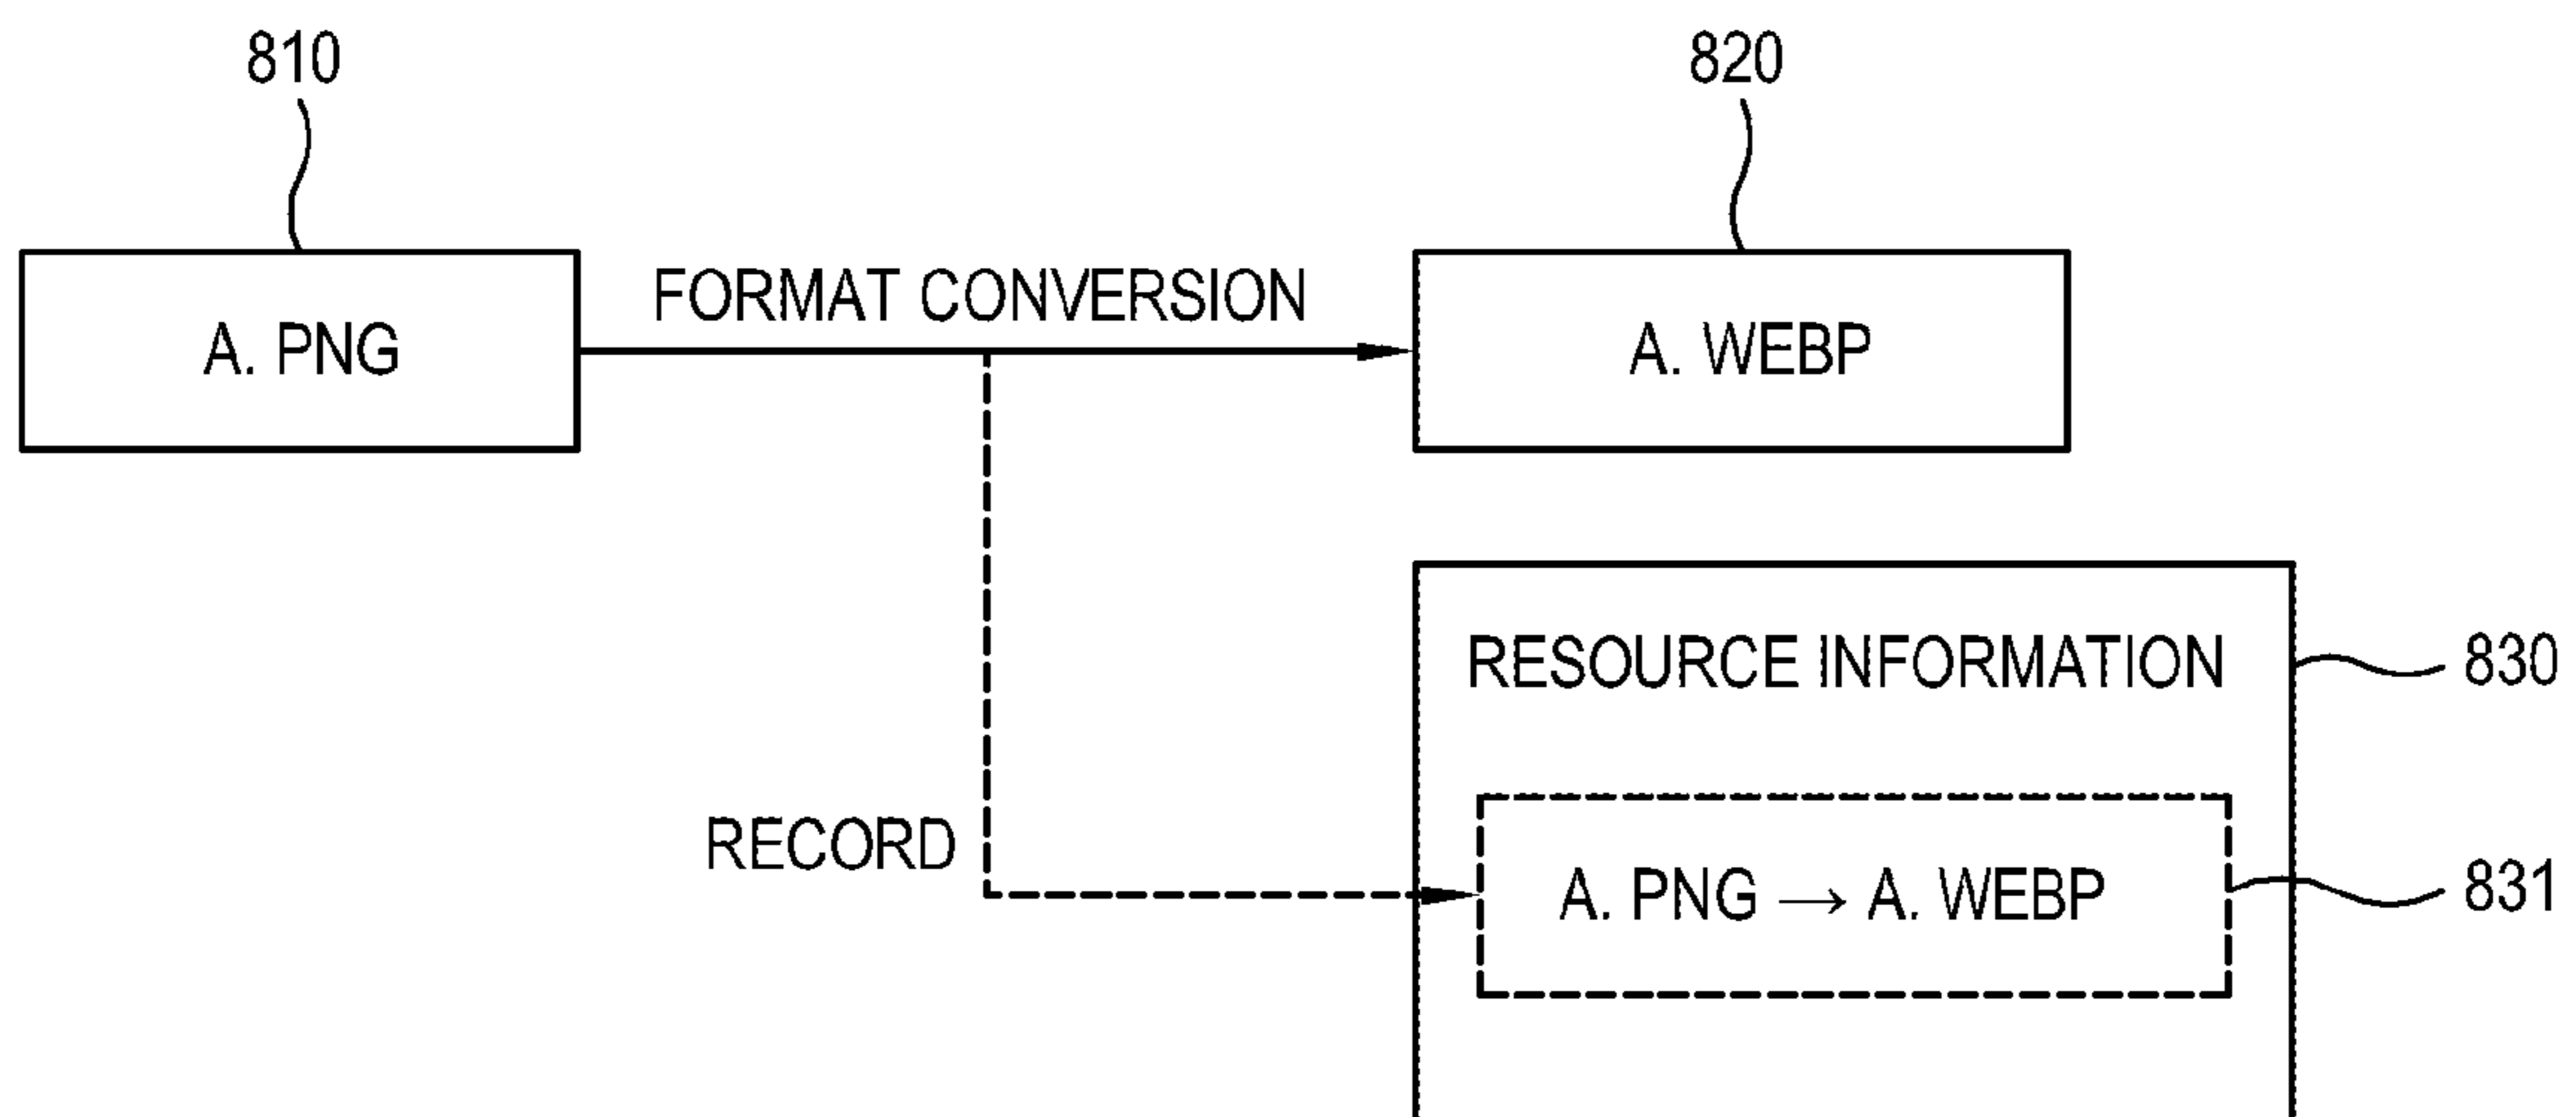 810
820
FORMAT CONVERSION
A. PNG
A. WEBP
RESOURCE INFORMATION
830
RECORD
A. PNG → A. WEBP
831